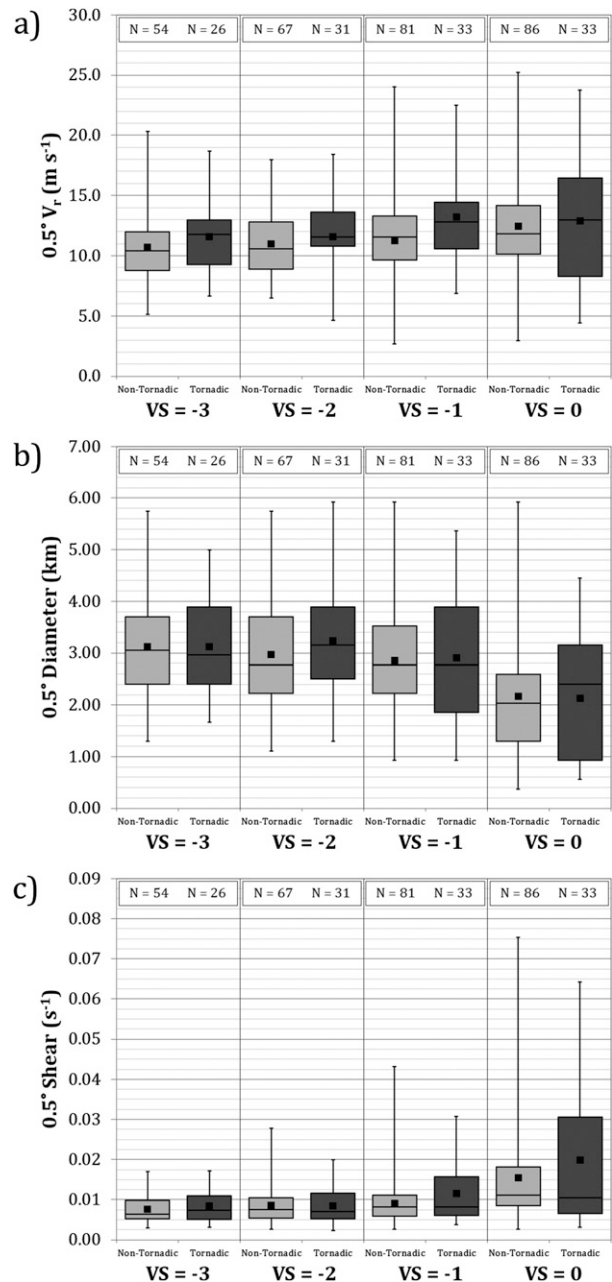 a)
N = 54 N = 26 N = 67 N = 31 N = 81 N = 33 N = 86 N = 33
0.5° Vr (m s-1)
30.0
25.0
20.0
15.0
10.0
5.0
0.0
Non-Tornadic Tornadic Non-Tornadic Tornadic Non-Tornadic Tornadic Non-Tornadic Tornadic
VS = -3 VS = -2 VS = -1 VS = 0
b)
N = 54 N = 26 N = 67 N = 31 N = 81 N = 33 N = 86 N = 33
0.5° Diameter (km)
7.00
6.00
5.00
4.00
3.00
2.00
1.00
0.00
Non-Tornadic Tornadic Non-Tornadic Tornadic Non-Tornadic Tornadic Non-Tornadic Tornadic
VS = -3 VS = -2 VS = -1 VS = 0
c)
N = 54 N = 26 N = 67 N = 31 N = 81 N = 33 N = 86 N = 33
0.5° Shear (s-1)
0.09
0.08
0.07
0.06
0.05
0.04
0.03
0.02
0.01
0.00
Non-Tornadic Tornadic Non-Tornadic Tornadic Non-Tornadic Tornadic Non-Tornadic Tornadic
VS = -3 VS = -2 VS = -1 VS = 0